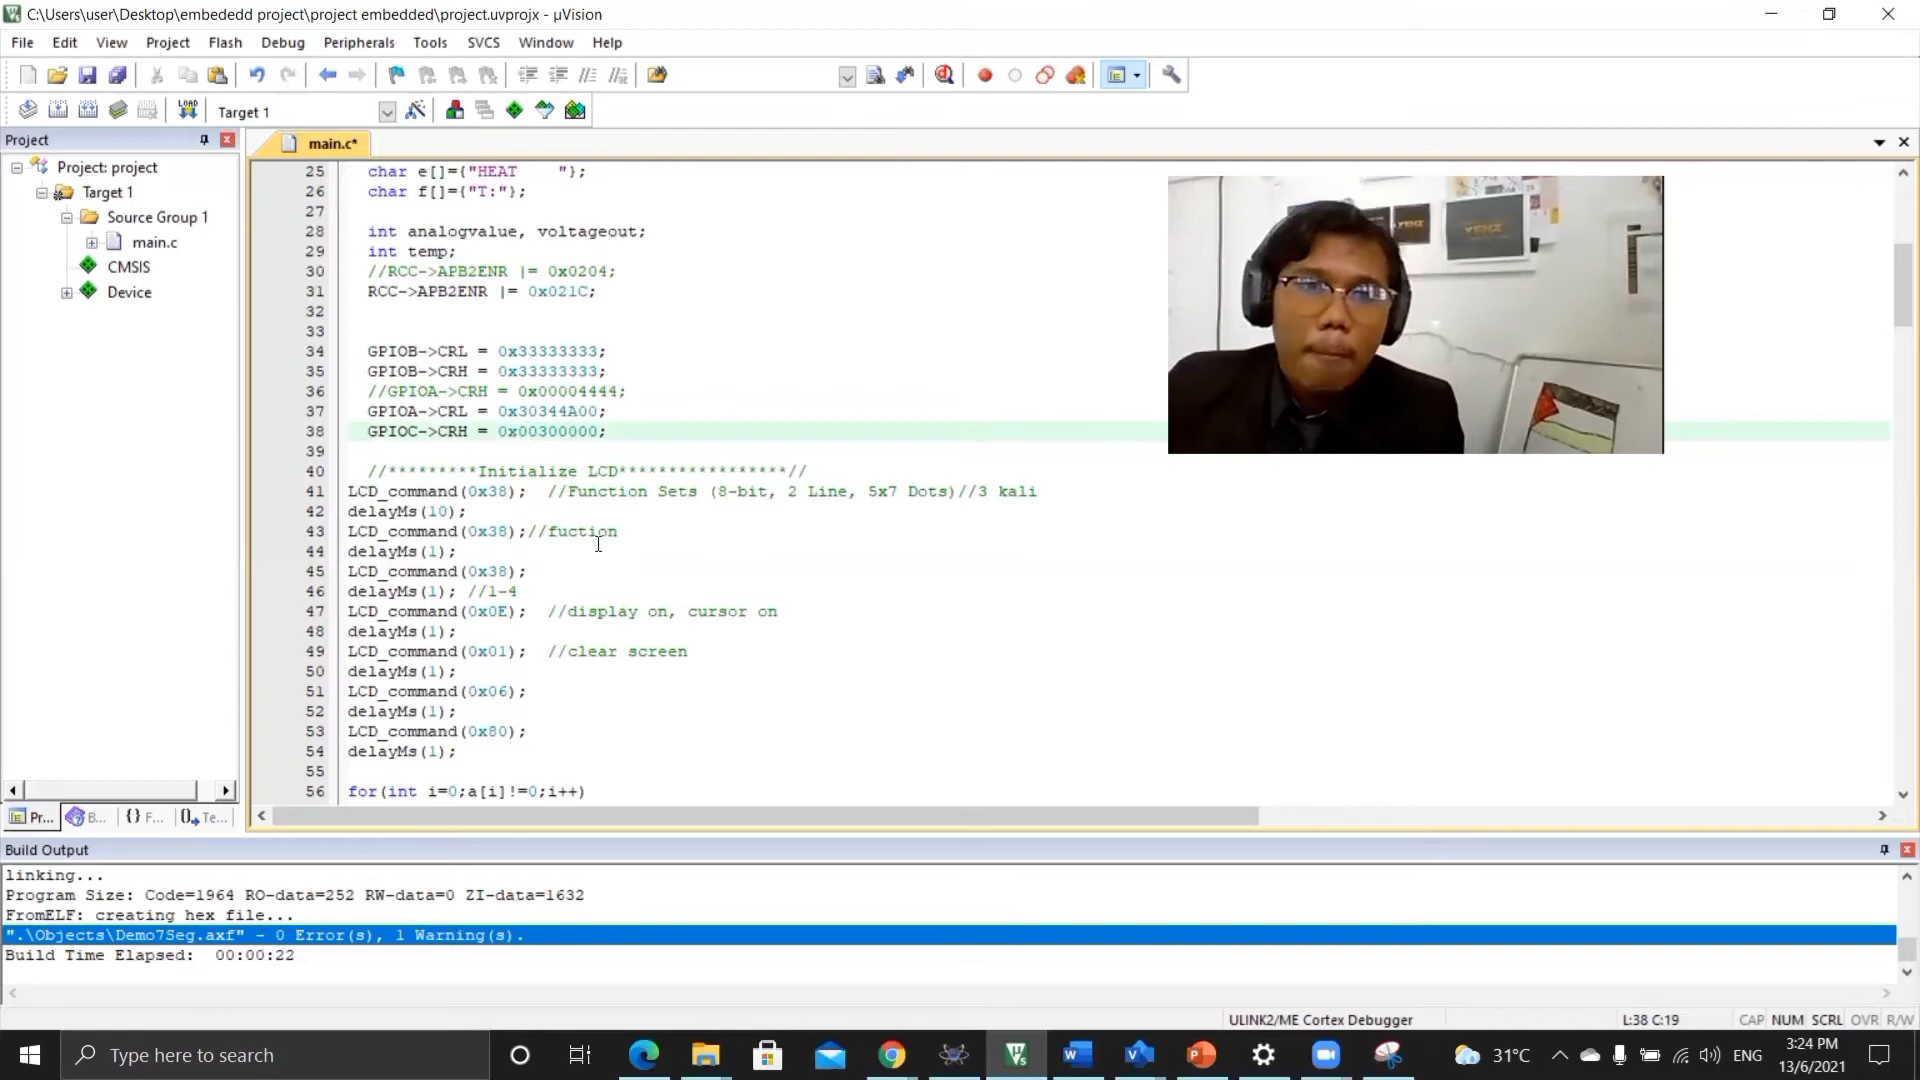 C:\Users\user\Desktop\embededd project\project embedded\project.uvprojx - µVision
File Edit View Project Flash Debug Peripherals Tools SVCS Window Help
LOAD Target 1
Project
main.c*
Project: project
Target 1
Source Group 1
main.c
CMSIS
Device
25 char e[]={"HEAT    "};
26 char f[]={"T:"};
27
28 int analogvalue, voltageout;
29 int temp;
30 //RCC->APB2ENR |= 0x0204;
31 RCC->APB2ENR |= 0x021C;
32
33
34 GPIOB->CRL = 0x33333333;
35 GPIOB->CRH = 0x33333333;
36 //GPIOA->CRH = 0x00004444;
37 GPIOA->CRL = 0x30344A00;
38 GPIOC->CRH = 0x00300000;
39
40 //*********Initialize LCD*****************//
41 LCD_command(0x38);  //Function Sets (8-bit, 2 Line, 5x7 Dots)//3 kali
42 delayMs(10);
43 LCD_command(0x38);//fuction
44 delayMs(1);
45 LCD_command(0x38);
46 delayMs(1); //1-4
47 LCD_command(0x0E);  //display on, cursor on
48 delayMs(1);
49 LCD_command(0x01);  //clear screen
50 delayMs(1);
51 LCD_command(0x06);
52 delayMs(1);
53 LCD_command(0x80);
54 delayMs(1);
55
56 for(int i=0;a[i]!=0;i++)
Pr... B... {} F... Te...
Build Output
linking...
Program Size: Code=1964 RO-data=252 RW-data=0 ZI-data=1632
FromELF: creating hex file...
".\Objects\Demo7Seg.axf" - 0 Error(s), 1 Warning(s).
Build Time Elapsed:  00:00:22
ULINK2/ME Cortex Debugger L:38 C:19 CAP NUM SCRL OVR R/W
Type here to search
31°C ENG
3:24 PM
13/6/2021